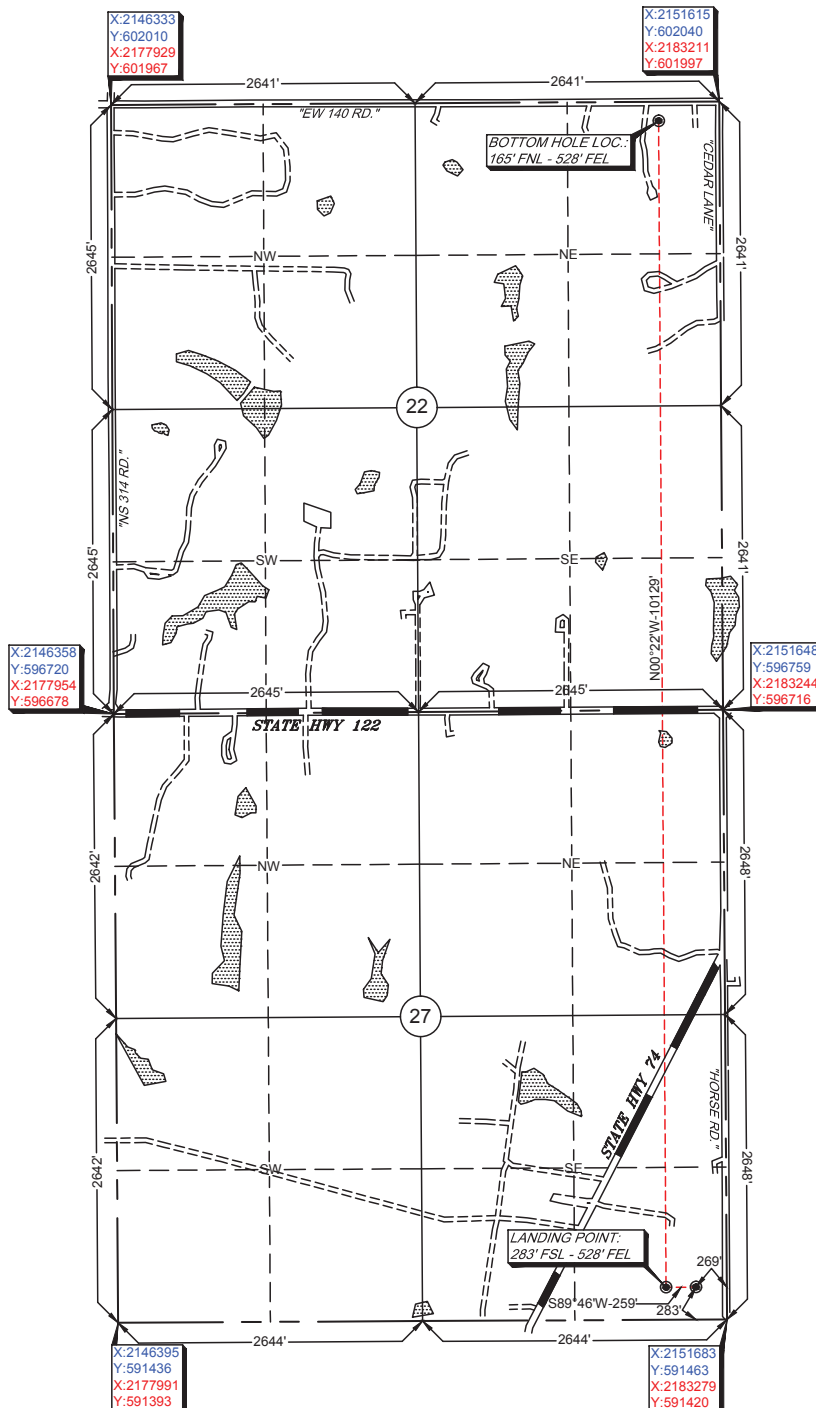 X:2146333
Y:602010
X:2177929
Y:601967
X:2151615
Y:602040
X:2183211
Y:601997
2641'
2641'
"EW 140 RD."
BOTTOM HOLE LOC.:
165' FNL - 528' FEL
"CEDAR LANE"
2645'
NW
NE
2641'
22
"NS 314 RD."
2645'
SW
SE
2641'
N00°22'W-10129'
X:2146358
Y:596720
X:2177954
Y:596678
X:2151648
Y:596759
X:2183244
Y:596716
2645'
2645'
STATE HWY 122
2642'
NW
NE
2648'
27
STATE HWY 74
"HORSE RD."
2642'
SW
SE
2648'
LANDING POINT:
283' FSL - 528' FEL
269'
S89°46'W-259'
283'
2644'
2644'
X:2146395
Y:591436
X:2177991
Y:591393
X:2151683
Y:591463
X:2183279
Y:591420